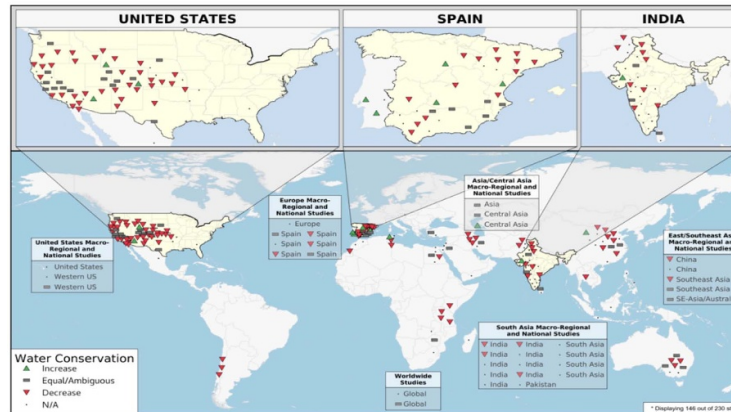 UNITED STATES
SPAIN
INDIA
United States Macro-
Regional and
National Studies
United States
Western US
Western US
Europe Macro-
Regional and
National Studies
Europe
Spain Spain
Spain Spain
Spain Spain
Asia/Central Asia
Macro-Regional and
National Studies
Asia
Central Asia
Central Asia
East/Southeast As
Macro-Regional an
National Studies
China
China
Southeast Asia
Southeast Asia
SE-Asia/Austral
South Asia Macro-Regional
and National Studies
India India South Asia
India India South Asia
India India South Asia
India India South Asia
India Pakistan
Worldwide
Studies
Global
Global
Water Conservation
Increase
Equal/Ambiguous
Decrease
N/A
* Displaying 146 out of 230 st